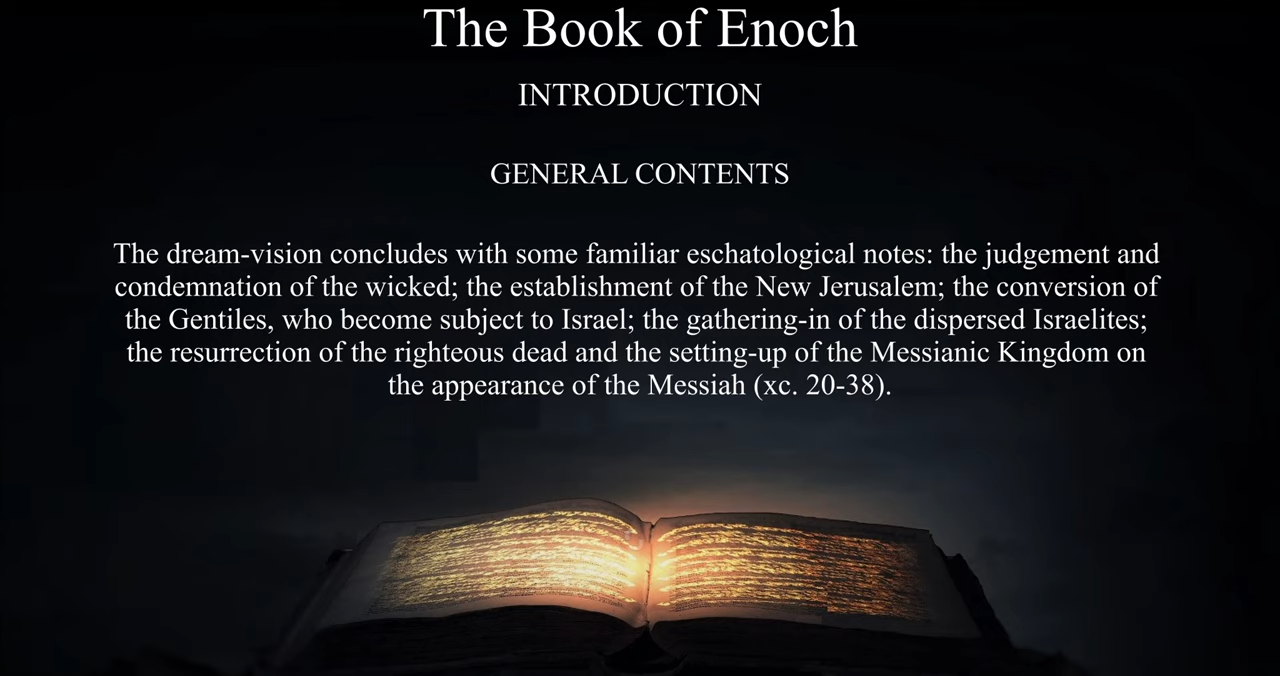 The Book of Enoch
INTRODUCTION
GENERAL CONTENTS
The dream-vision concludes with some familiar eschatological notes: the judgement and
condemnation of the wicked; the establishment of the New Jerusalem; the conversion of
the Gentiles, who become subject to Israel; the gathering-in of the dispersed Israelites;
the resurrection of the righteous dead and the setting-up of the Messianic Kingdom on
the appearance of the Messiah (xc. 20-38).